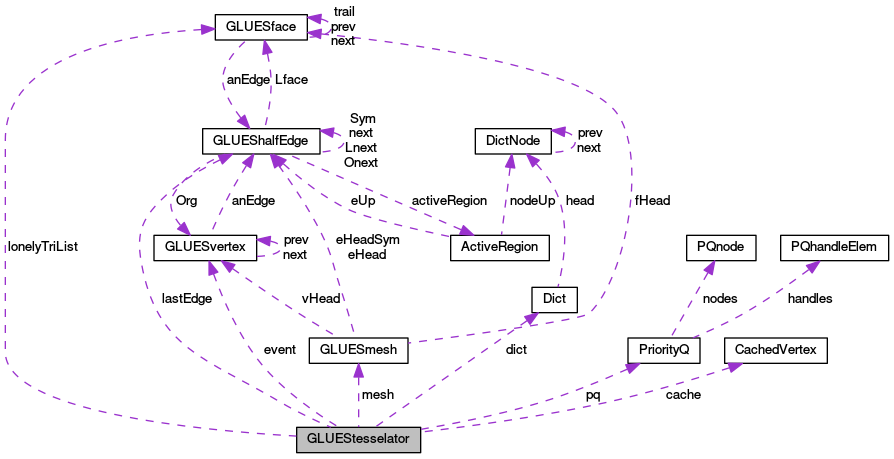 trail
GLUESface
prev
next
anEdge
Lface
Sym
next
Lnext
Onext
GLUEShalfEdge
DictNode
prev
next
Org
anEdge
eUp
activeRegion
nodeUp
head
fHead
lonelyTriList
GLUESvertex
prev
next
eHeadSym
eHead
ActiveRegion
PQnode
PQhandleElem
lastEdge
vHead
Dict
nodes
handles
event
GLUESmesh
dict
PriorityQ
CachedVertex
mesh
pq
cache
GLUEStesselator